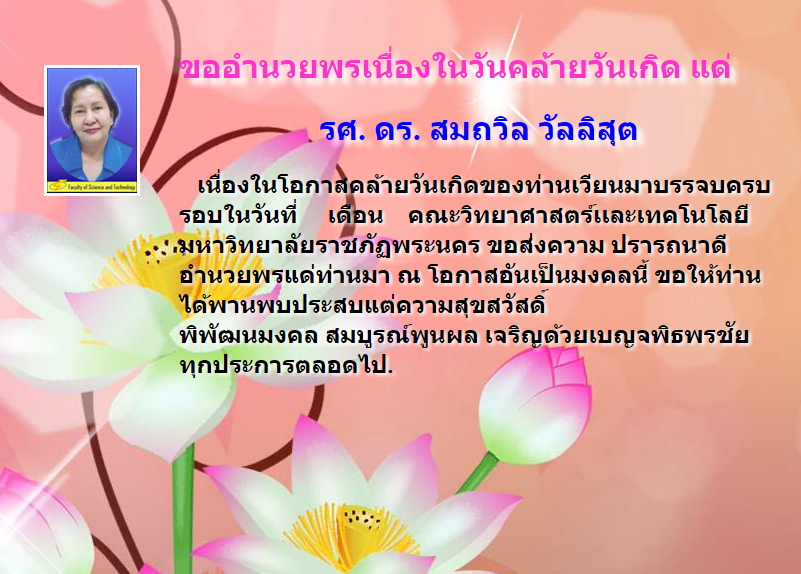 ขออำนวยพรเนื่องในวันคล้ายวันเกิด แด่
รศ. ดร. สมถวิล วัลลิสุต
Faculty of Science and Technology
เนื่องในโอกาสคล้ายวันเกิดของท่านเวียนมาบรรจบครบ
รอบในวันที่ เดือน คณะวิทยาศาสตร์และเทคโนโลยี
มหาวิทยาลัยราชภัฏพระนคร ขอส่งความ ปรารถนาดี
อำนวยพรแด่ท่านมา ณ โอกาสอันเป็นมงคลนี้ ขอให้ท่าน
ได้พานพบประสบแต่ความสุขสวัสดิ์
พิพัฒนมงคล สมบูรณ์พูนผล เจริญด้วยเบญจพิธพรชัย
ทุกประการตลอดไป.